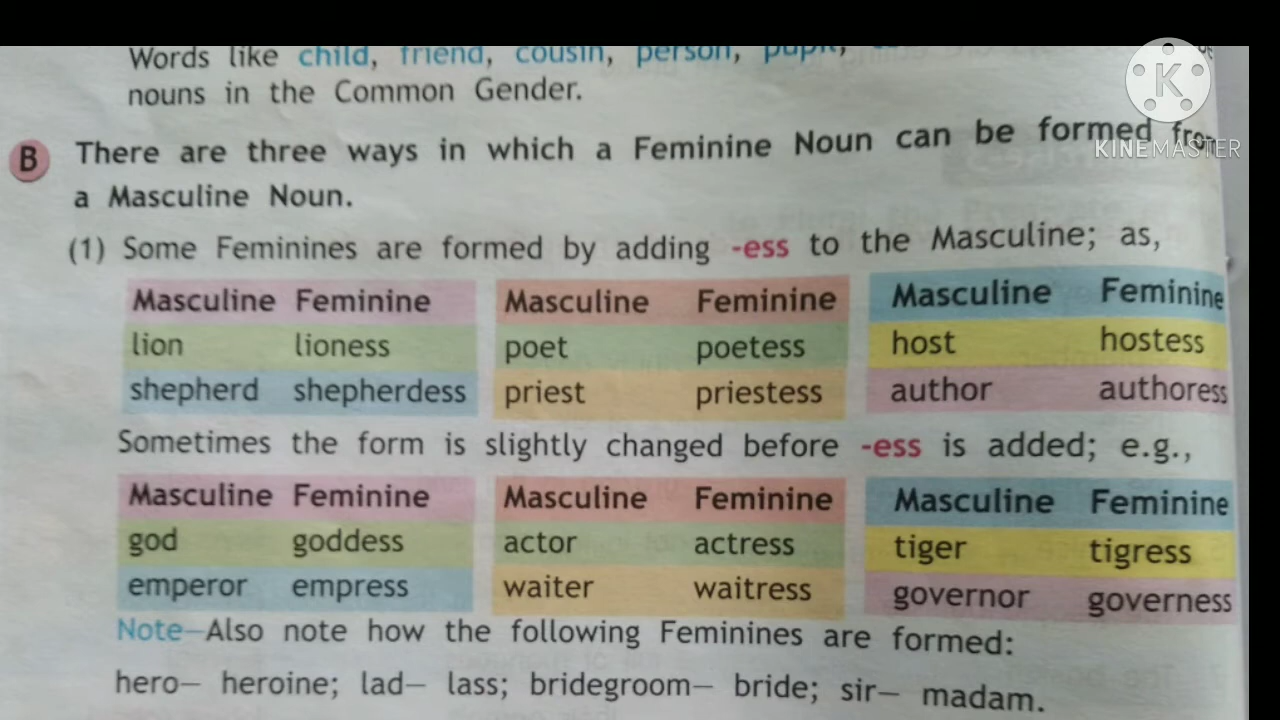 Words like child, friend, cousin, person, pupil,
nouns in the Common Gender.
K
KINEMASTER
B There are three ways in which a Feminine Noun can be formed
a Masculine Noun.
(1) Some Feminines are formed by adding -ess to the Masculine; as,
Masculine Feminine Masculine Feminine Masculine Feminine
lion lioness poet poetess host hostess
shepherd shepherdess priest priestess author authoress
Sometimes the form is slightly changed before -ess is added; e.g.,
Masculine Feminine Masculine Feminine Masculine Feminine
god goddess actor actress tiger tigress
emperor empress waiter waitress governor governess
Note—Also note how the following Feminines are formed:
hero— heroine; lad— lass; bridegroom— bride; sir— madam.